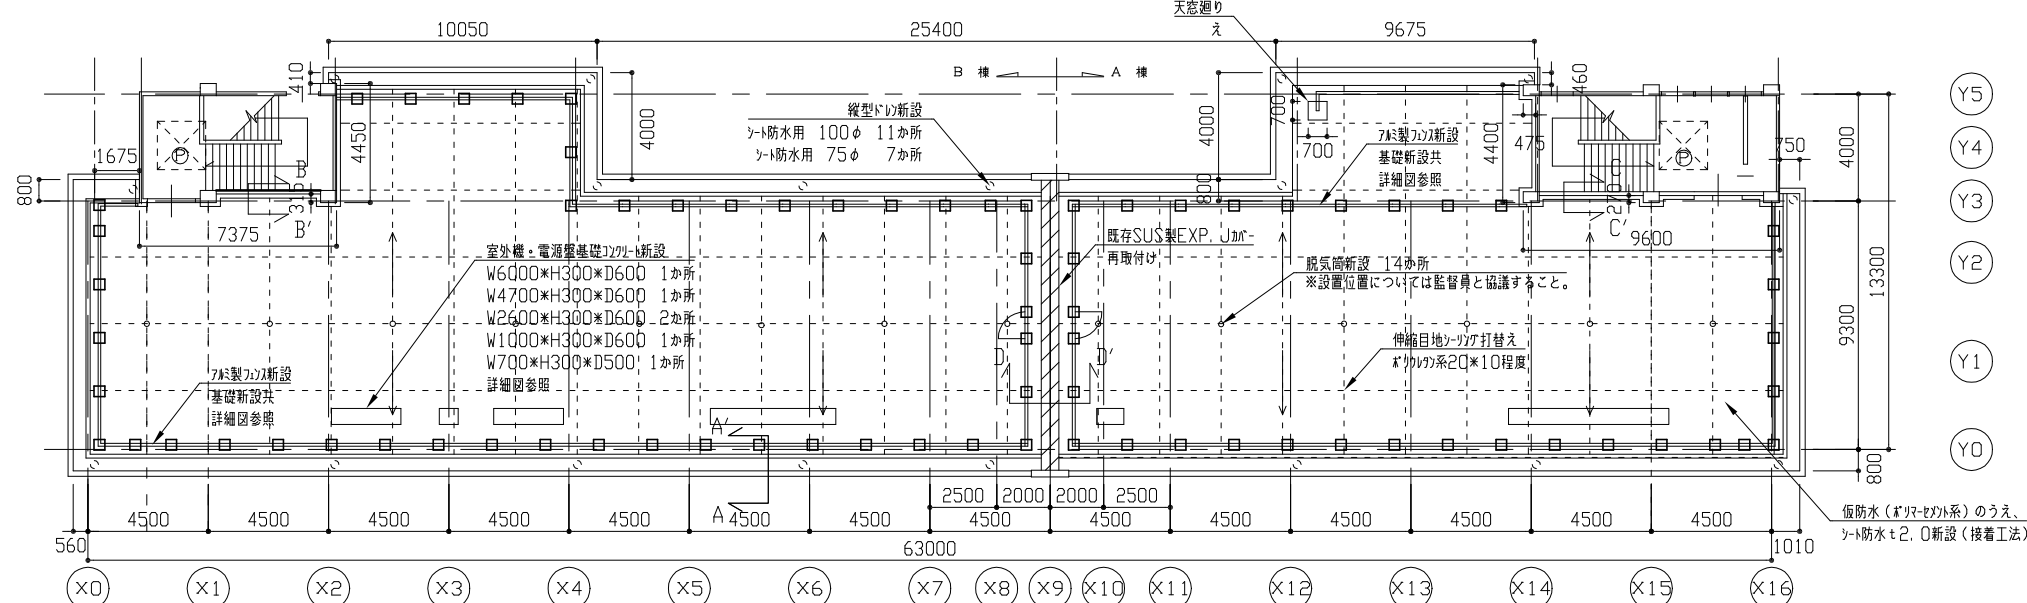 天窓廻り
え
10050
25400
9675
B 棟
A 棟
410
460
4000
4000
700
700
4450
4400
475
750
4000
1675
800
800
310
270
P
P
B
B'
C
C'
7375
9600
縦型ドレン新設
シート防水用 100φ 11か所
シート防水用 75φ 7か所
アルミ製フェンス新設
基礎新設共
詳細図参照
既存SUS製EXP. Jカバー
再取付け
室外機・電源盤基礎コンクリート新設
W6000*H300*D600 1か所
W4700*H300*D600 1か所
W2600*H300*D600 2か所
W1000*H300*D600 1か所
W700*H300*D500 1か所
詳細図参照
脱気筒新設 14か所
※設置位置については監督員と協議すること。
伸縮目地シーリング打替え
ポリウレタン系20*10程度
アルミ製フェンス新設
基礎新設共
詳細図参照
D
D'
A'
A
13300
9300
800
仮防水(ポリマーセメント系)のうえ、
シート防水t2.0新設(接着工法)
2500
2000
2000
2500
4500
4500
4500
4500
4500
4500
4500
4500
4500
4500
4500
4500
4500
4500
560
63000
1010
Y5
Y4
Y3
Y2
Y1
Y0
X0
X1
X2
X3
X4
X5
X6
X7
X8
X9
X10
X11
X12
X13
X14
X15
X16